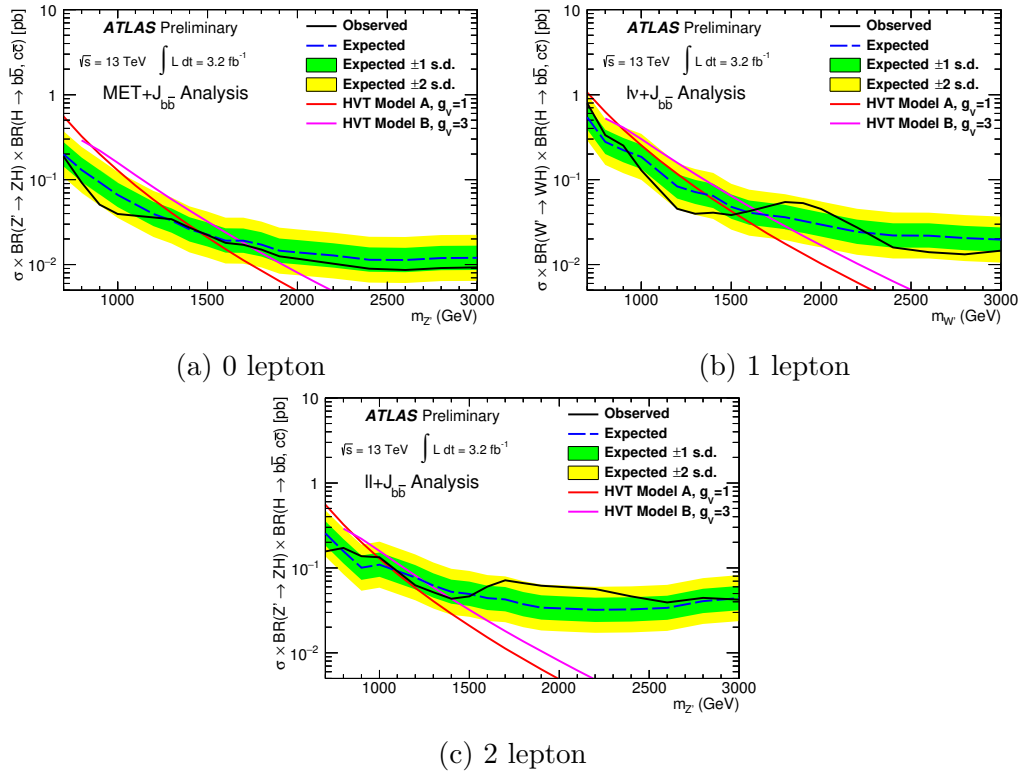 σ × BR(Z' → ZH) × BR(H → bb̅, cc̅) [pb]
10
1
10⁻¹
10⁻²
ATLAS Preliminary
√s = 13 TeV ∫ L dt = 3.2 fb⁻¹
MET+J_bb̅ Analysis
Observed
Expected
Expected ±1 s.d.
Expected ±2 s.d.
HVT Model A, g_v=1
HVT Model B, g_v=3
1000 1500 2000 2500 3000
m_Z' (GeV)
(a) 0 lepton
σ × BR(W' → WH) × BR(H → bb̅, cc̅) [pb]
10
1
10⁻¹
10⁻²
ATLAS Preliminary
√s = 13 TeV ∫ L dt = 3.2 fb⁻¹
lν+J_bb̅ Analysis
Observed
Expected
Expected ±1 s.d.
Expected ±2 s.d.
HVT Model A, g_v=1
HVT Model B, g_v=3
1000 1500 2000 2500 3000
m_W' (GeV)
(b) 1 lepton
σ × BR(Z' → ZH) × BR(H → bb̅, cc̅) [pb]
10
1
10⁻¹
10⁻²
ATLAS Preliminary
√s = 13 TeV ∫ L dt = 3.2 fb⁻¹
ll+J_bb̅ Analysis
Observed
Expected
Expected ±1 s.d.
Expected ±2 s.d.
HVT Model A, g_v=1
HVT Model B, g_v=3
1000 1500 2000 2500 3000
m_Z' (GeV)
(c) 2 lepton